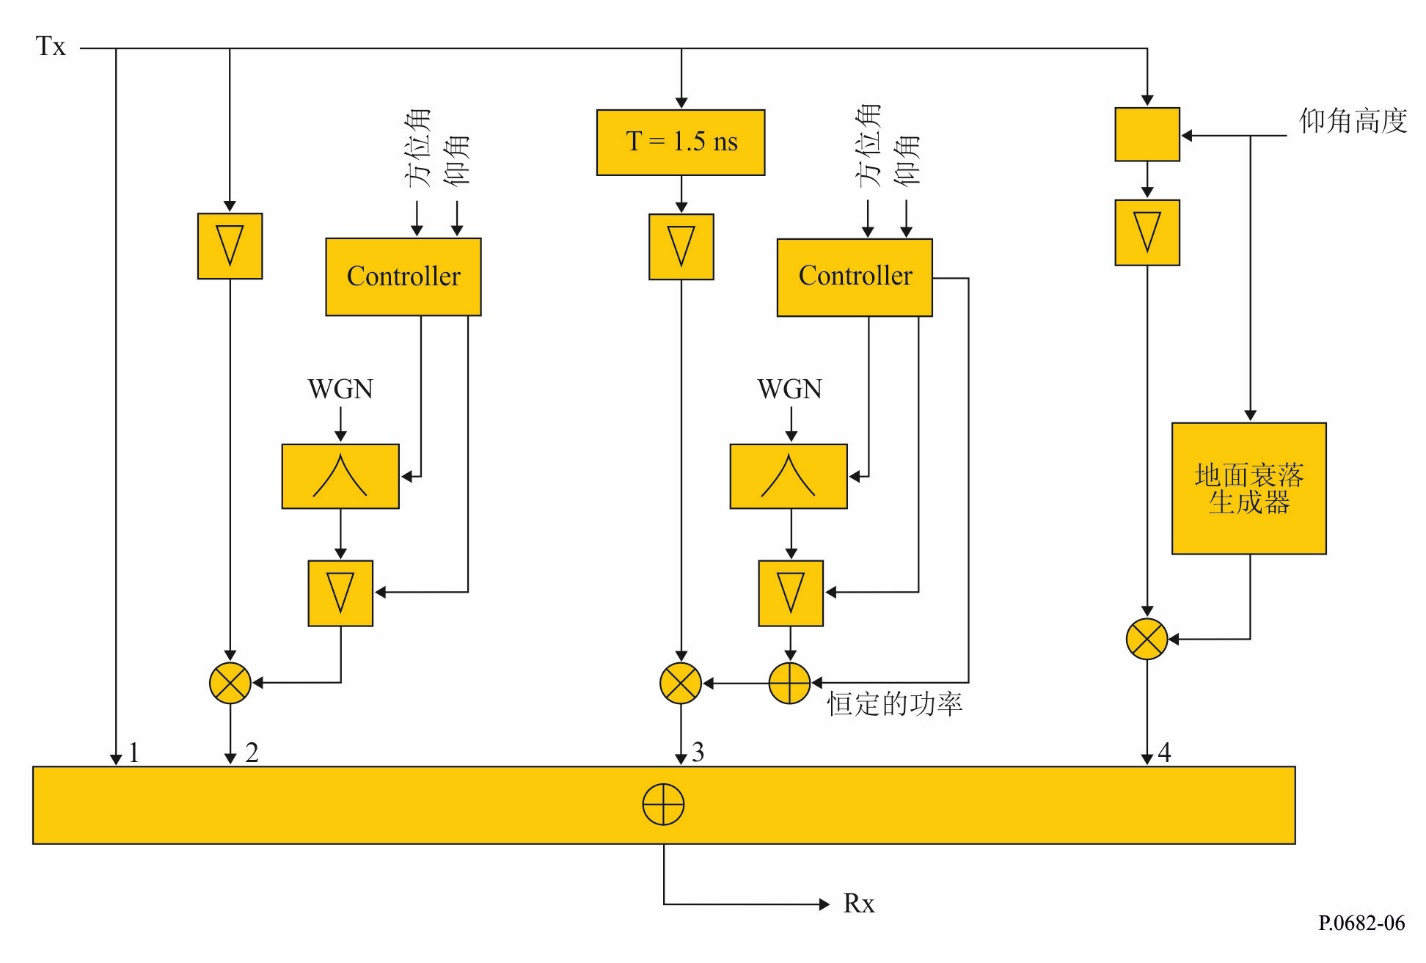 Tx
方位角
仰角
T = 1.5 ns
方位角
仰角
仰角高度
Controller
Controller
WGN
WGN
地面衰落
生成器
恒定的功率
1
2
3
4
Rx
P.0682-06